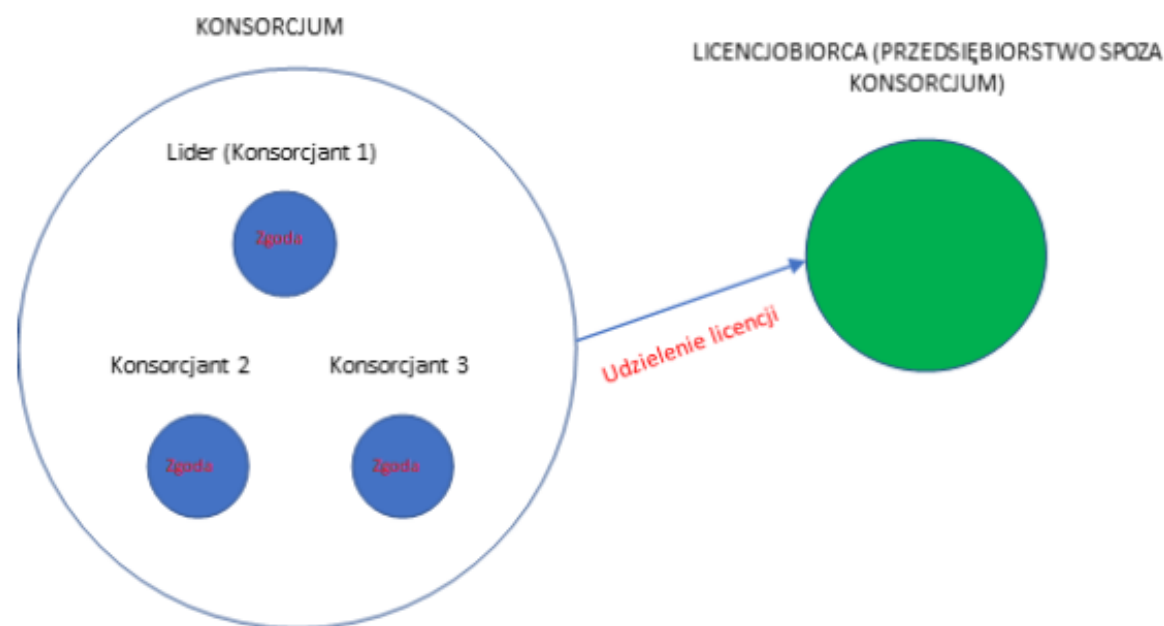 KONSORCJUM
LICENCJOBIORCA (PRZEDSIĘBIORSTWO SPOZA
KONSORCJUM)
Lider (Konsorcjant 1)
Zgoda
Udzielenie licencji
Konsorcjant 2
Konsorcjant 3
Zgoda
Zgoda